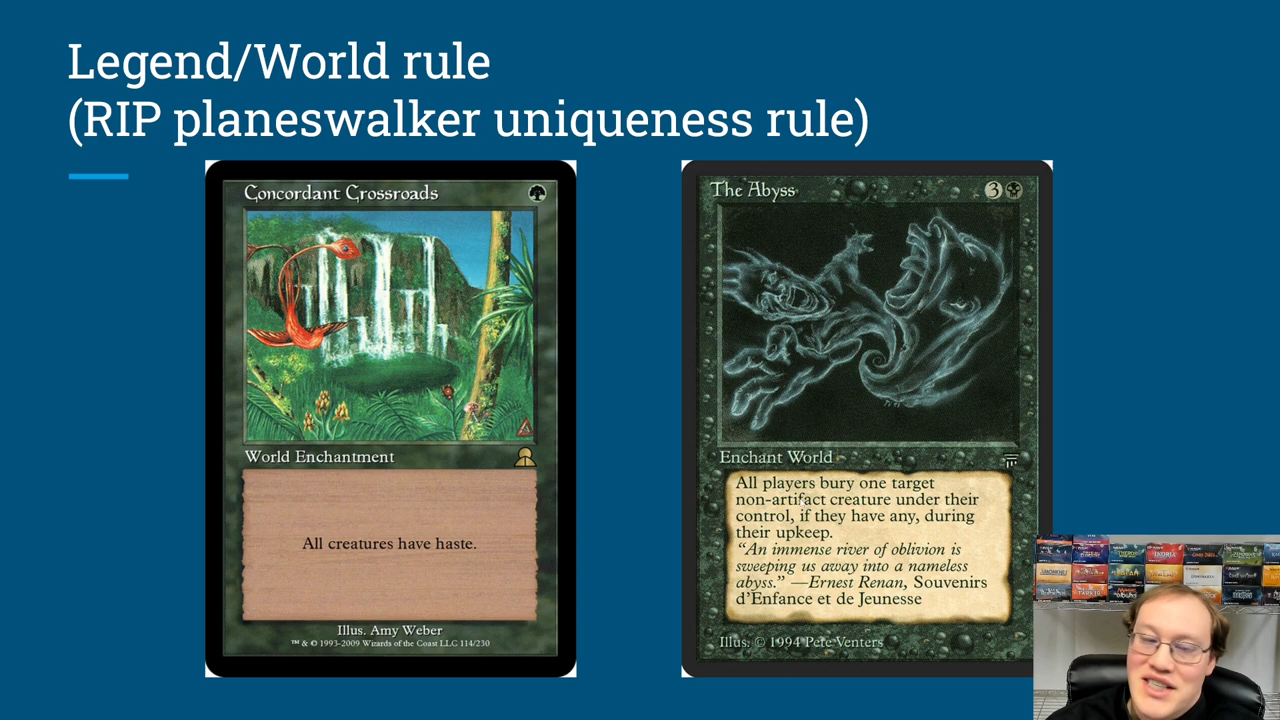 Legend/World rule
(RIP planeswalker uniqueness rule)
Concordant Crossroads
World Enchantment
All creatures have haste.
Illus. Amy Weber
™ & © 1993-2009 Wizards of the Coast LLC 114/230
The Abyss
3
Enchant World
All players bury one target
non-artifact creature under their
control, if they have any, during
their upkeep.
“An immense river of oblivion is
sweeping us away into a nameless
abyss.” —Ernest Renan, Souvenirs
d'Enfance et de Jeunesse
Illus. © 1994 Pete Venters